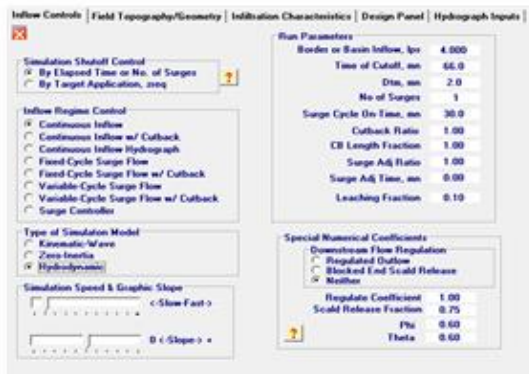 Inflow Controls | Field Topography/Geometry | Infiltration Characteristics | Design Panel | Hydrograph Inputs |
Simulation Shutoff Control
By Elapsed Time or No. of Surges
By Target Application, zreq
?
Inflow Regime Control
Continuous Inflow
Continuous Inflow w/ Cutback
Continuous Inflow Hydrograph
Fixed-Cycle Surge Flow
Fixed-Cycle Surge Flow w/ Cutback
Variable-Cycle Surge Flow
Variable-Cycle Surge Flow w/ Cutback
Surge Controller
Type of Simulaton Model
Kinematic-Wave
Zero-Inertia
Hydrodynamic
Simulation Speed & Graphic Slope
<-Slow-Fast->
0 <-Slope-> +
Run Parameters
Border or Basin Inflow, lps 4.000
Time of Cutoff, mn 66.0
Dtm, mn 2.0
No of Surges 1
Surge Cycle On Time, mn 30.0
Cutback Ratio 1.00
CB Length Fraction 1.00
Surge Adj Ratio 1.00
Surge Adj Time, mn 0.00
Leaching Fraction 0.10
Special Numerical Coefficients
Downstream Flow Regulation
Regulated Outlow
Blocked End Scald Release
Neither
Regulate Coefficient 1.00
Scald Release Fraction 0.75
Phi 0.60
Theta 0.60
?